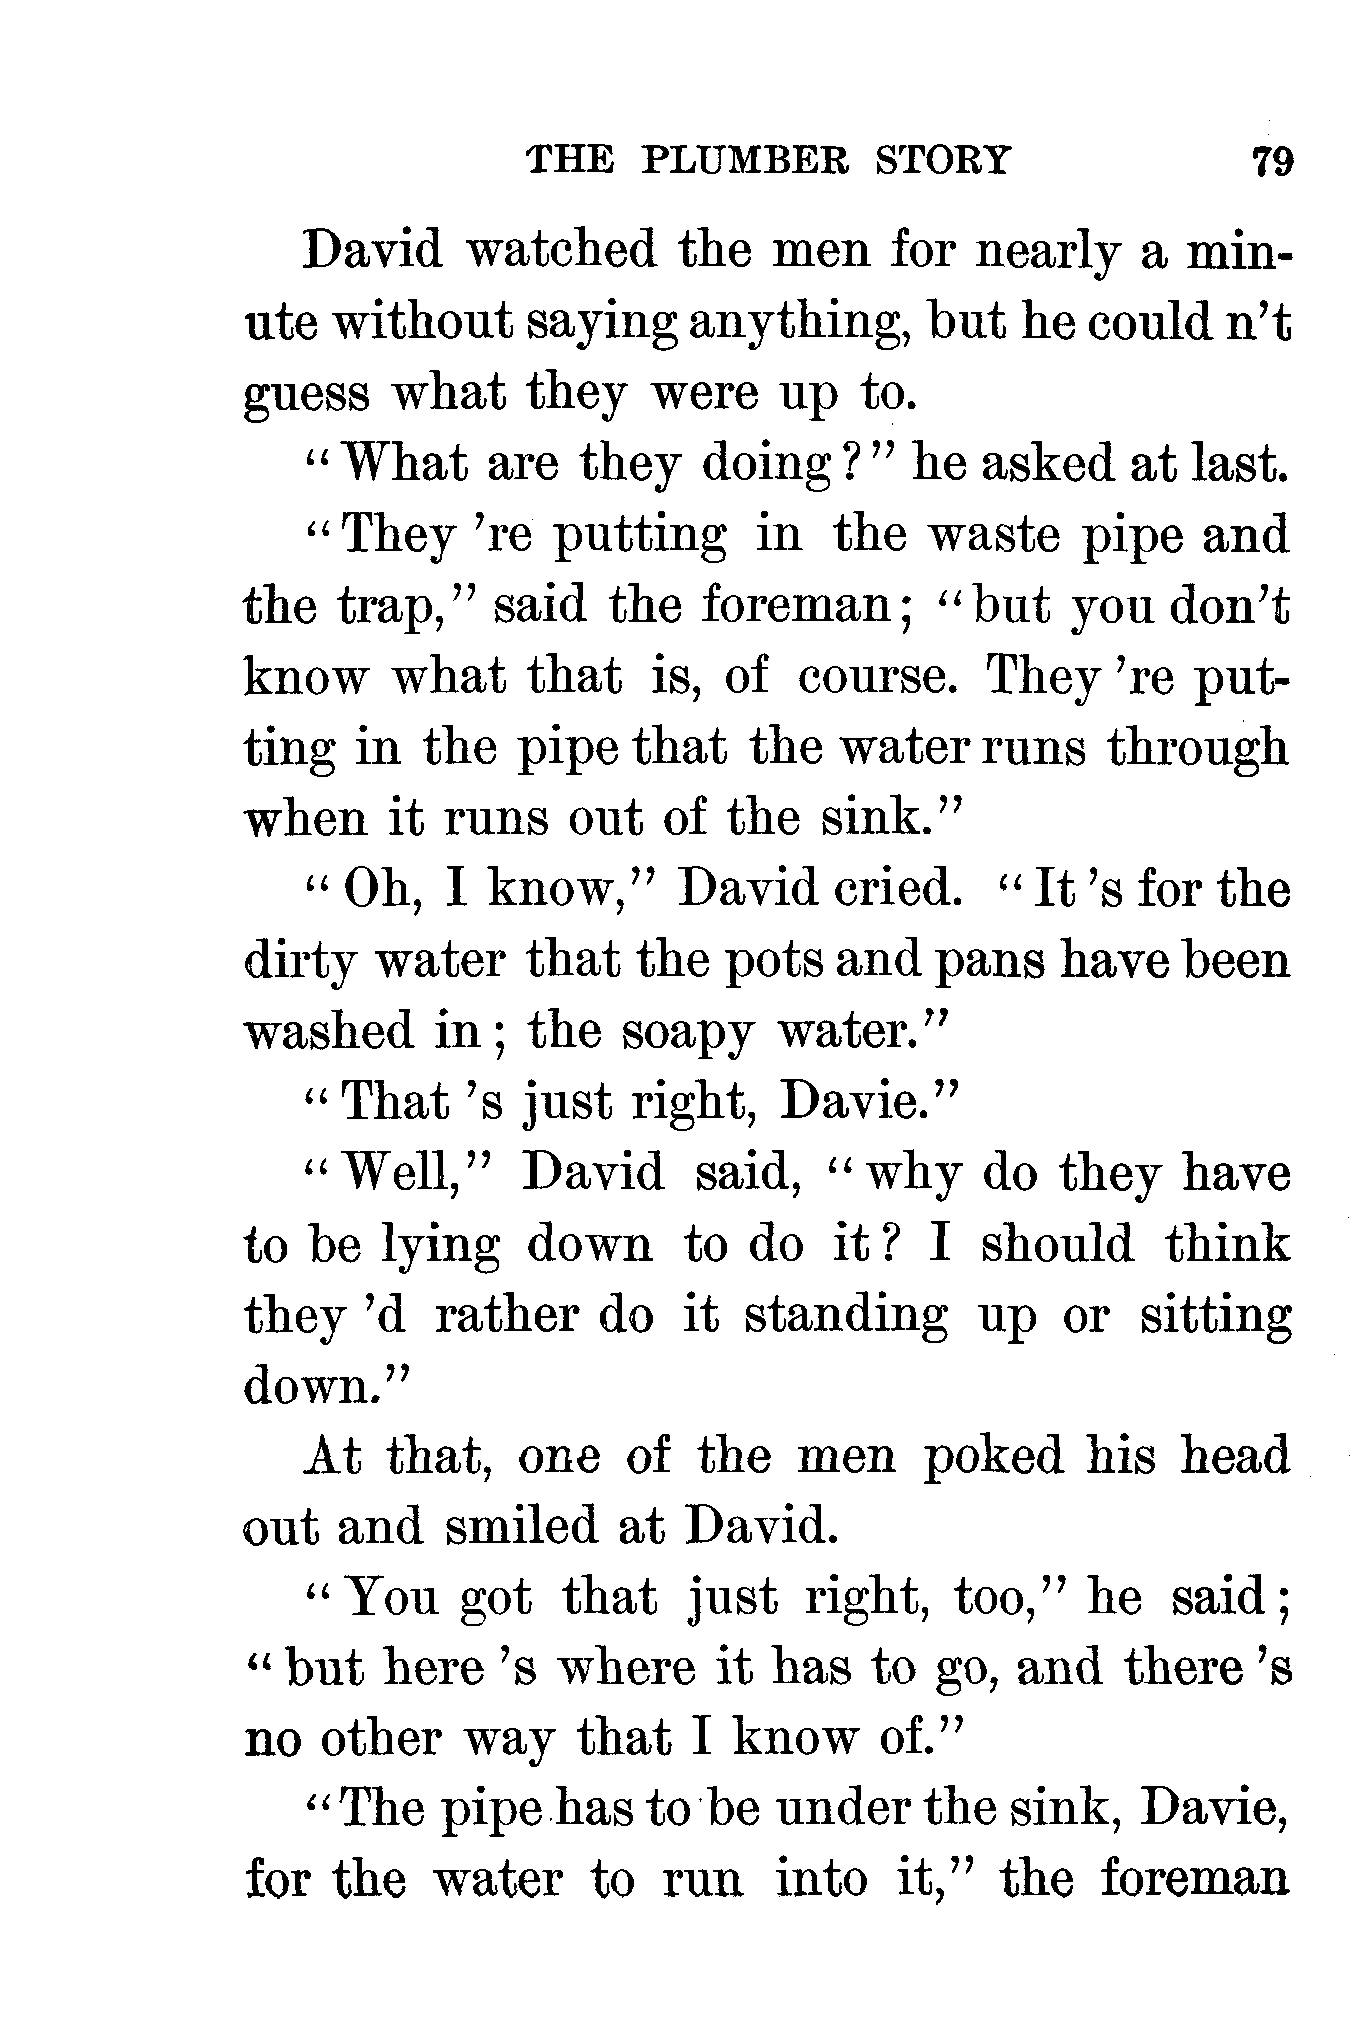 THE PLUMBER STORY 79
David watched the men for nearly a min-
ute without saying anything, but he could n't
guess what they were up to.
"What are they doing?" he asked at last.
"They 're putting in the waste pipe and
the trap," said the foreman; "but you don't
know what that is, of course. They 're put-
ting in the pipe that the water runs through
when it runs out of the sink."
"Oh, I know," David cried. "It 's for the
dirty water that the pots and pans have been
washed in; the soapy water."
"That 's just right, Davie."
"Well," David said, "why do they have
to be lying down to do it? I should think
they 'd rather do it standing up or sitting
down."
At that, one of the men poked his head
out and smiled at David.
"You got that just right, too," he said;
"but here 's where it has to go, and there 's
no other way that I know of."
"The pipe has to be under the sink, Davie,
for the water to run into it," the foreman